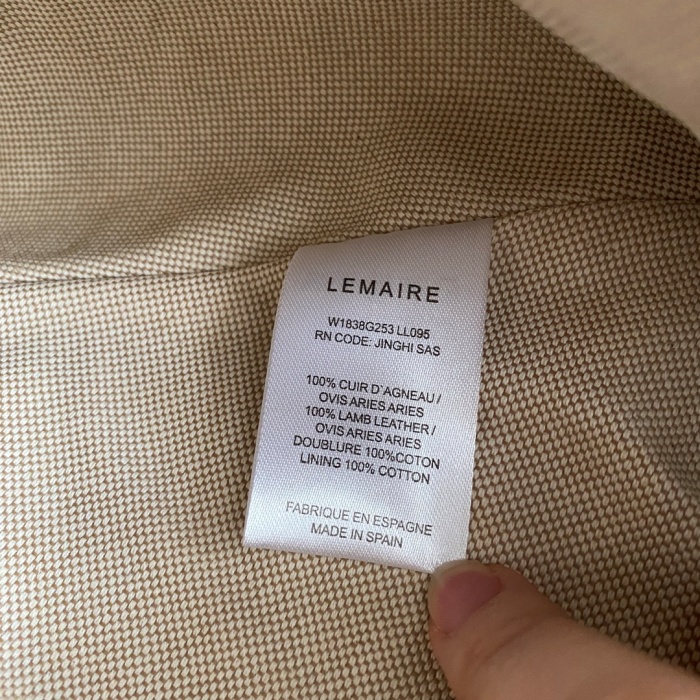 LEMAIRE
W1838G253 LL095
RN CODE: JINGHI SAS
100% CUIR D`AGNEAU /
OVIS ARIES ARIES
100% LAMB LEATHER /
OVIS ARIES ARIES
DOUBLURE 100%COTON
LINING 100% COTTON
FABRIQUE EN ESPAGNE
MADE IN SPAIN